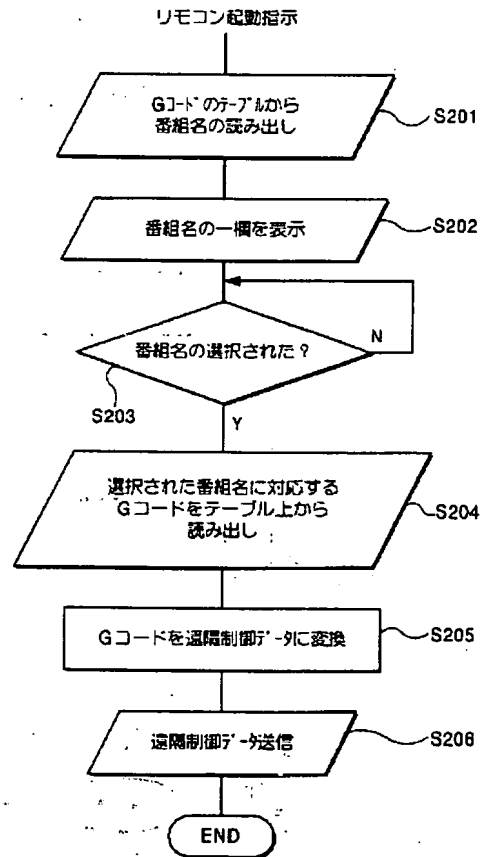 リモコン起動指示
Gコードのテーブルから
番組名の読み出し
S201
番組名の一欄を表示
S202
番組名の選択された?
N
S203
Y
選択された番組名に対応する
Gコードをテーブル上から
読み出し
S204
Gコードを遠隔制御データに変換
S205
遠隔制御データ送信
S206
END